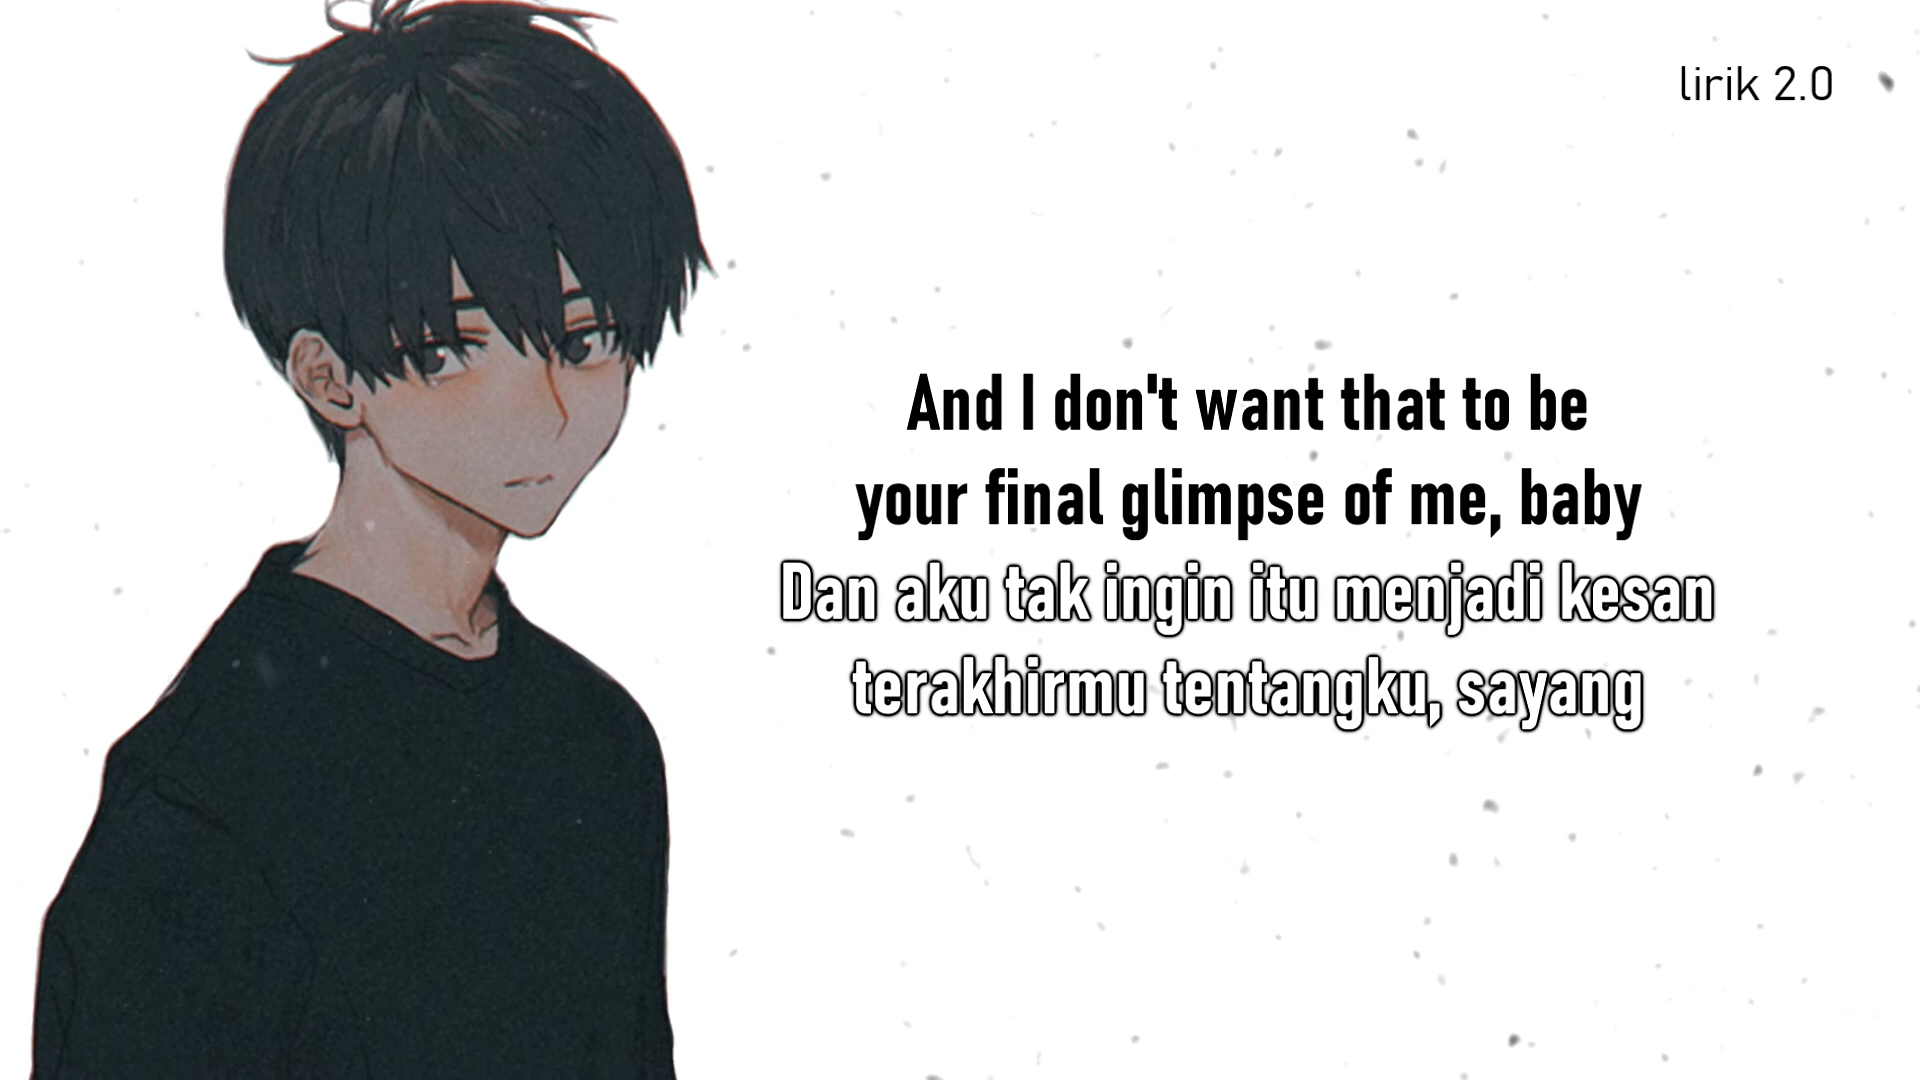 lirik 2.0
And I don't want that to be
your final glimpse of me, baby
Dan aku tak ingin itu menjadi kesan
terakhirmu tentangku, sayang